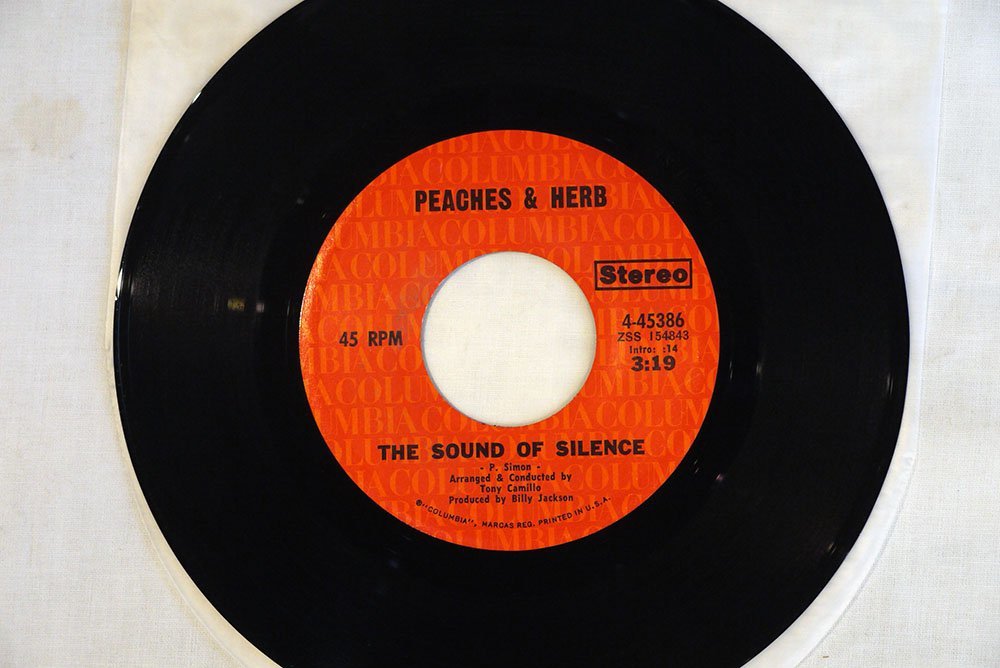 PEACHES & HERB
Stereo
45 RPM
4-45386
ZSS 154843
Intro: :14
3:19
THE SOUND OF SILENCE
- P. Simon -
Arranged & Conducted by
Tony Camillo
Produced by Billy Jackson
℗"COLUMBIA", MARCAS REG. PRINTED IN U.S.A.